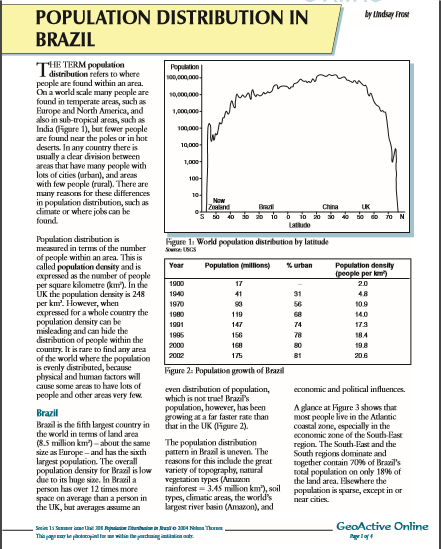 POPULATION DISTRIBUTION IN
BRAZIL
by Lindsay Frost
THE TERM population
distribution refers to where
people are found within an area.
On a world scale many people are
found in temperate areas, such as
Europe and North America, and
also in sub-tropical areas, such as
India (Figure 1), but fewer people
are found near the poles or in hot
deserts. In any country there is
usually a clear division between
areas that have many people with
lots of cities (urban), and areas
with few people (rural). There are
many reasons for these differences
in population distribution, such as
climate or where jobs can be
found.
Population distribution is
measured in terms of the number
of people within an area. This is
called population density and is
expressed as the number of people
per square kilometre (km²). In the
UK the population density is 248
per km². However, when
expressed for a whole country the
population density can be
misleading and can hide the
distribution of people within the
country. It is rare to find any area
of the world where the population
is evenly distributed, because
physical and human factors will
cause some areas to have lots of
people and other areas very few.
Brazil
Brazil is the fifth largest country in
the world in terms of land area
(8.5 million km²) – about the same
size as Europe – and has the sixth
largest population. The overall
population density for Brazil is low
due to its huge size. In Brazil a
person has over 12 times more
space on average than a person in
the UK, but averages assume an
Population
100,000,000
10,000,000
1,000,000
100,000
10,000
1,000
100
10
0
New
Zealand
Brazil
China
UK
S 50 40 30 20 10 0 10 20 30 40 50 60 70 N
Latitude
Figure 1: World population distribution by latitude
Source: USGS
Year Population (millions) % urban Population density
(people per km²)
1900 17 – 2.0
1940 41 31 4.8
1970 93 56 10.9
1980 119 68 14.0
1991 147 74 17.3
1995 156 78 18.4
2000 168 80 19.8
2002 175 81 20.6
Figure 2: Population growth of Brazil
even distribution of population,
which is not true! Brazil's
population, however, has been
growing at a far faster rate than
that in the UK (Figure 2).
The population distribution
pattern in Brazil is uneven. The
reasons for this include the great
variety of topography, natural
vegetation types (Amazon
rainforest = 3.45 million km²), soil
types, climatic areas, the world's
largest river basin (Amazon), and
economic and political influences.
A glance at Figure 3 shows that
most people live in the Atlantic
coastal zone, especially in the
economic zone of the South-East
region. The South-East and the
South regions dominate and
together contain 70% of Brazil's
total population on only 18% of
the land area. Elsewhere the
population is sparse, except in or
near cities.
Population Distribution in Brazil © 2004 Nelson Thornes
This page may be photocopied for use within the purchasing institution only.
GeoActive Online
Page 1 of 4